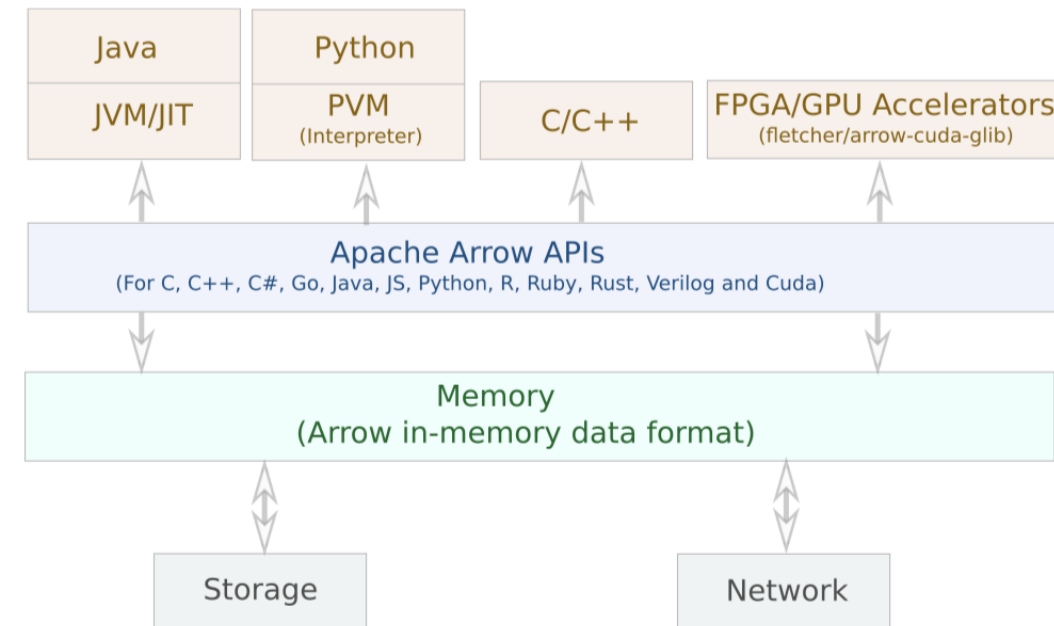 Java
JVM/JIT
Python
PVM
(Interpreter)
C/C++
FPGA/GPU Accelerators
(fletcher/arrow-cuda-glib)
Apache Arrow APIs
(For C, C++, C#, Go, Java, JS, Python, R, Ruby, Rust, Verilog and Cuda)
Memory
(Arrow in-memory data format)
Storage
Network